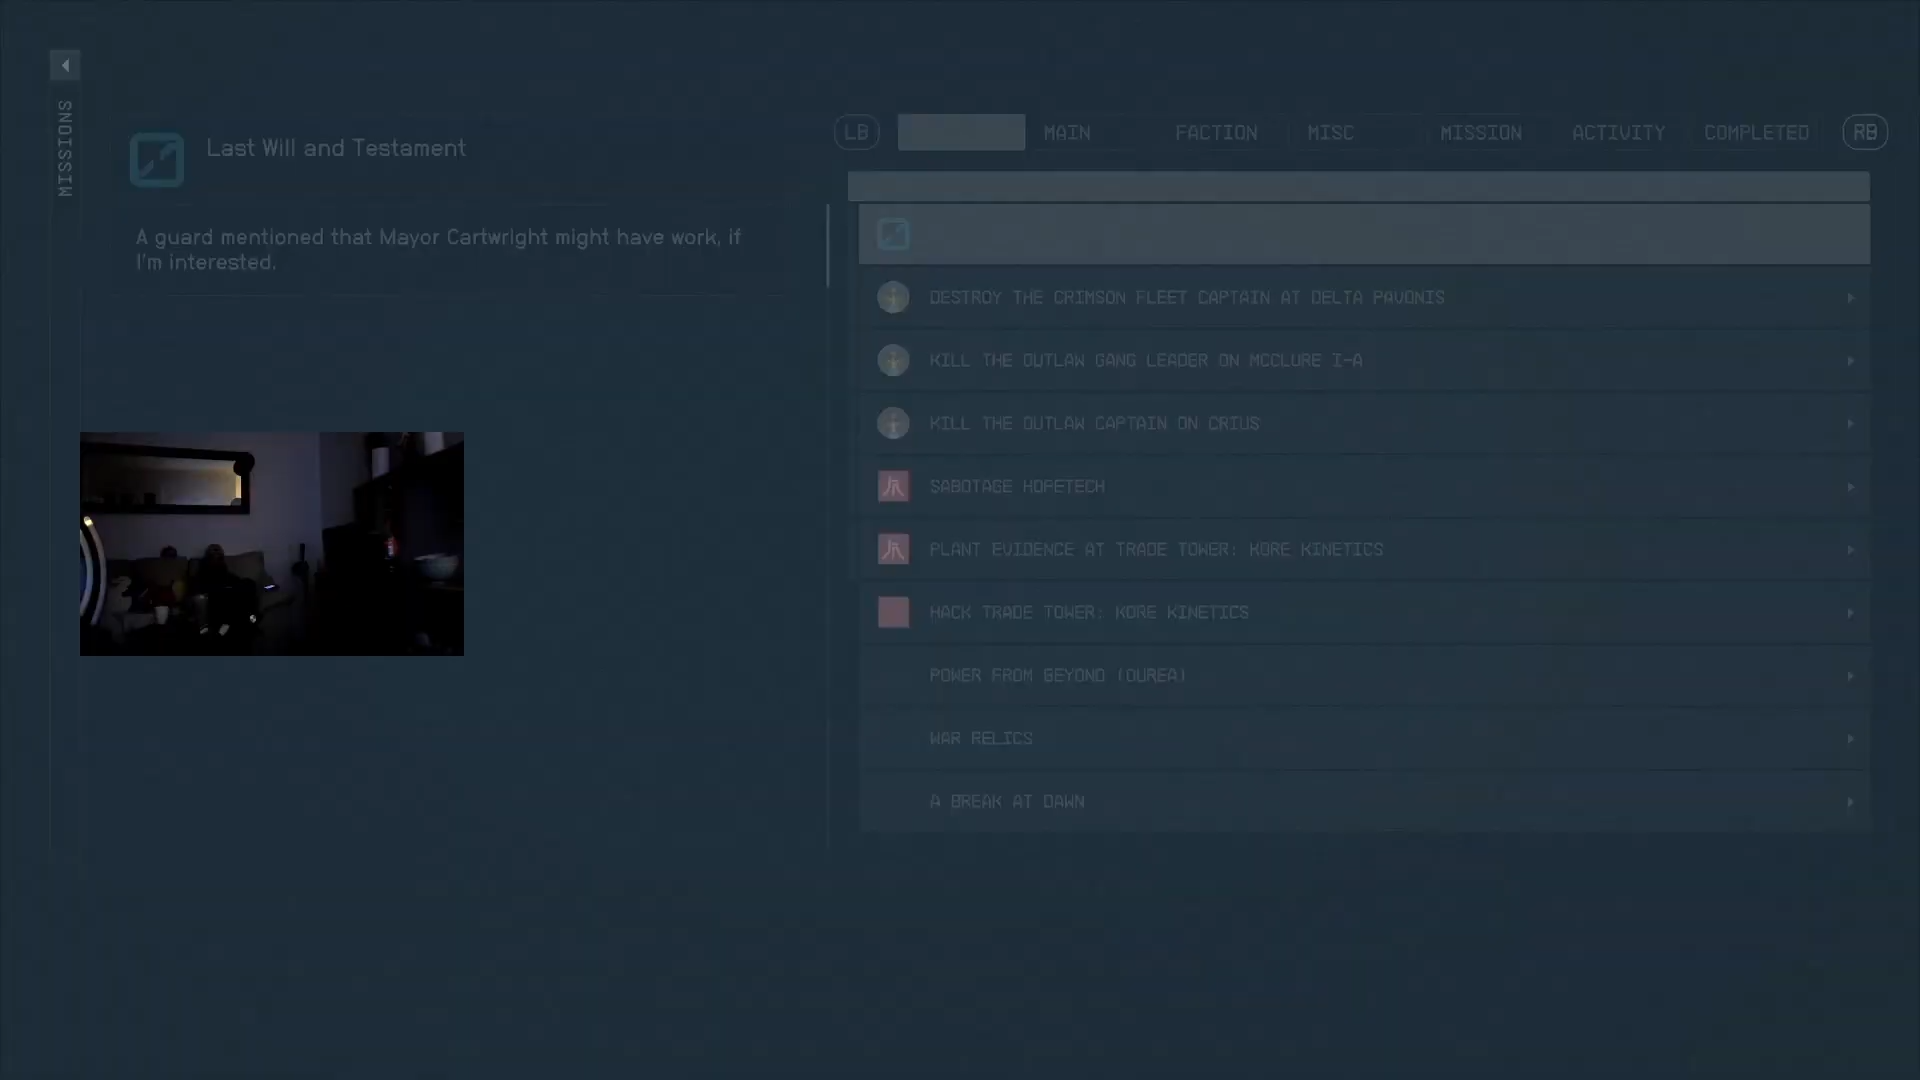 MISSIONS
Last Will and Testament
A guard mentioned that Mayor Cartwright might have work, if
I'm interested.
LB MAIN FACTION MISC MISSION ACTIVITY COMPLETED RB
DESTROY THE CRIMSON FLEET CAPTAIN AT DELTA PAVONIS
KILL THE OUTLAW GANG LEADER ON MCCLURE I-A
KILL THE OUTLAW CAPTAIN ON CRIUS
SABOTAGE HOPETECH
PLANT EVIDENCE AT TRADE TOWER: KORE KINETICS
HACK TRADE TOWER: KORE KINETICS
POWER FROM BEYOND (OUREA)
WAR RELICS
A BREAK AT DAWN